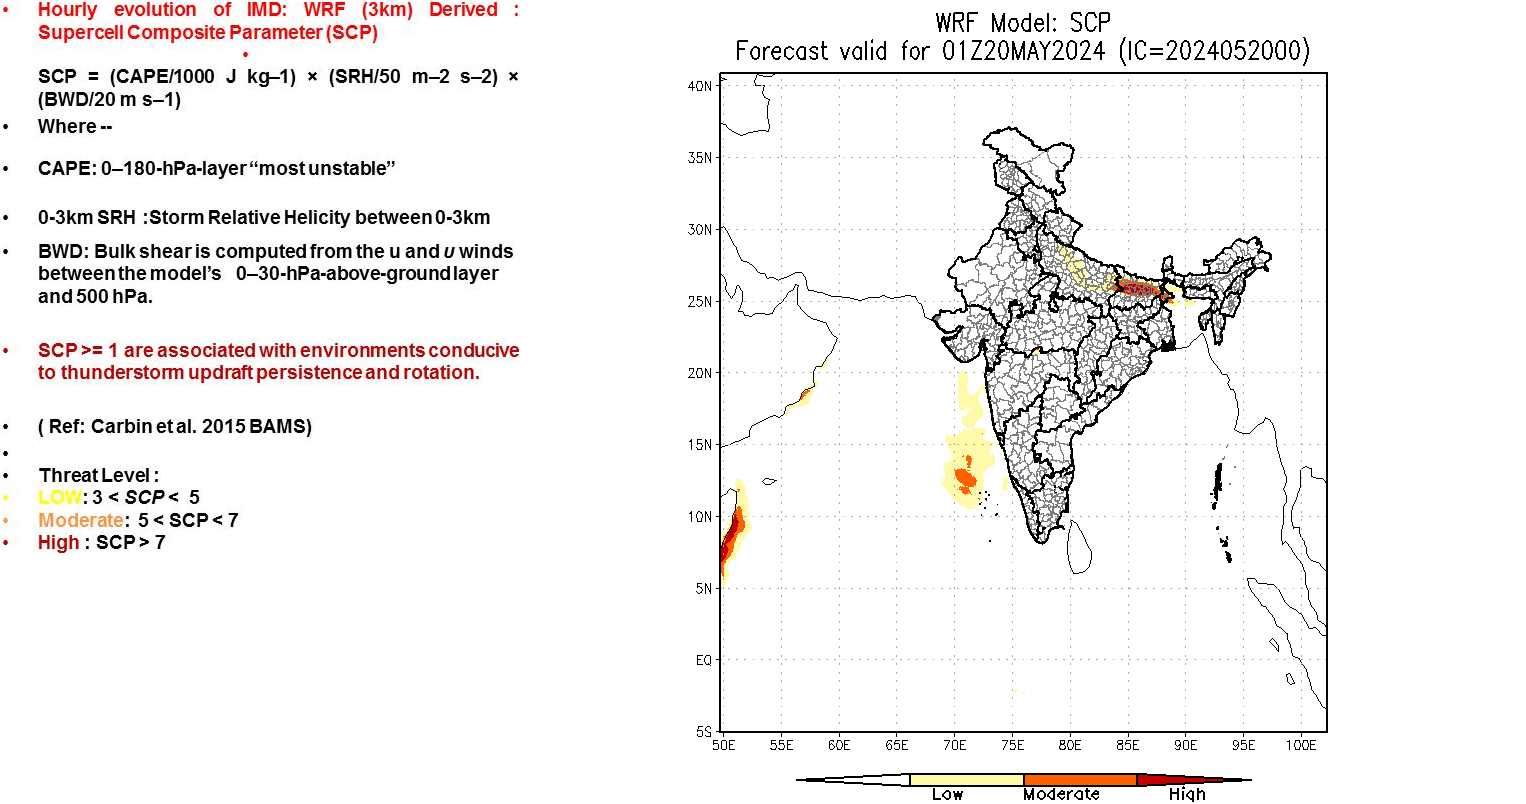 • Hourly evolution of IMD: WRF (3km) Derived :
Supercell Composite Parameter (SCP)
•
SCP = (CAPE/1000 J kg–1) × (SRH/50 m–2 s–2) ×
(BWD/20 m s–1)
• Where --
• CAPE: 0–180-hPa-layer “most unstable”
• 0-3km SRH :Storm Relative Helicity between 0-3km
• BWD: Bulk shear is computed from the u and υ winds
between the model’s 0–30-hPa-above-ground layer
and 500 hPa.
• SCP >= 1 are associated with environments conducive
to thunderstorm updraft persistence and rotation.
• ( Ref: Carbin et al. 2015 BAMS)
•
• Threat Level :
• LOW: 3 < SCP < 5
• Moderate: 5 < SCP < 7
• High : SCP > 7
WRF Model: SCP
Forecast valid for 01Z20MAY2024 (IC=2024052000)
40N
35N
30N
25N
20N
15N
10N
5N
EQ
5S
50E 55E 60E 65E 70E 75E 80E 85E 90E 95E 100E
Low Moderate High